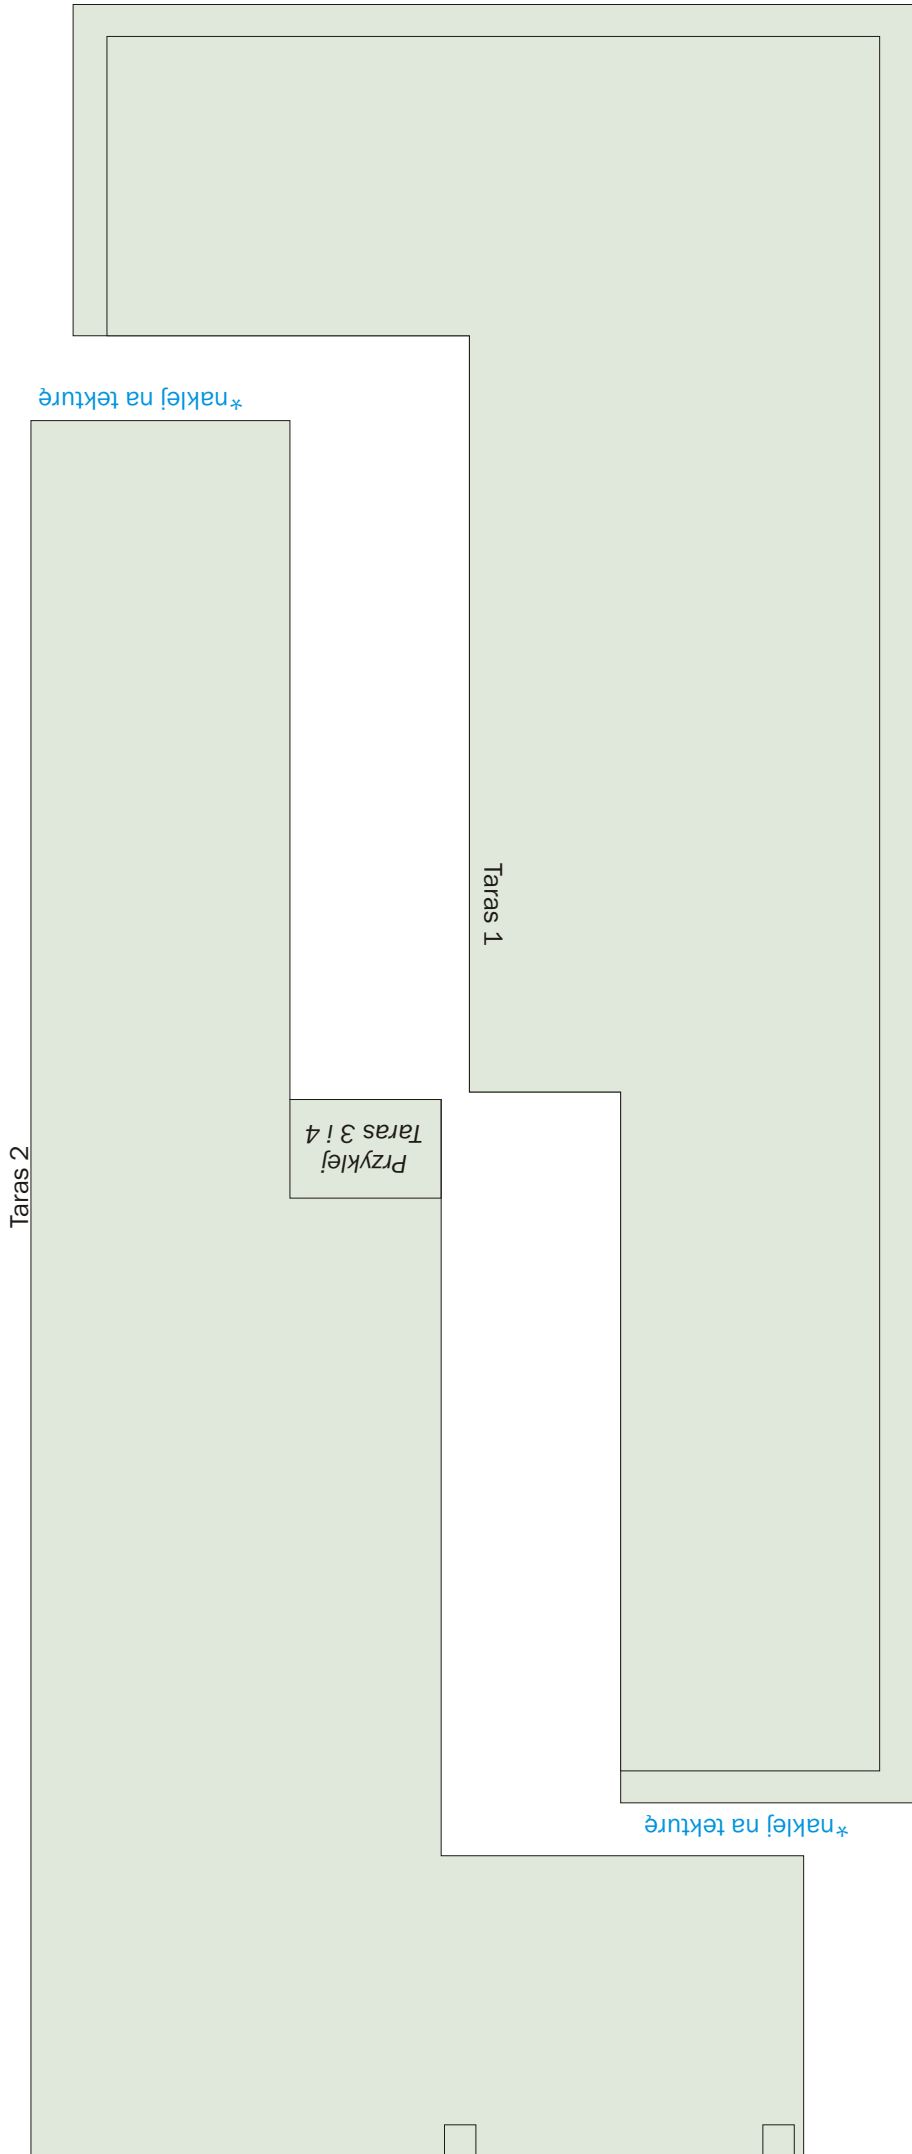 *naklej na tekturę
Taras 1
Przyklej
Taras 3 i 4
Taras 2
*naklej na tekturę